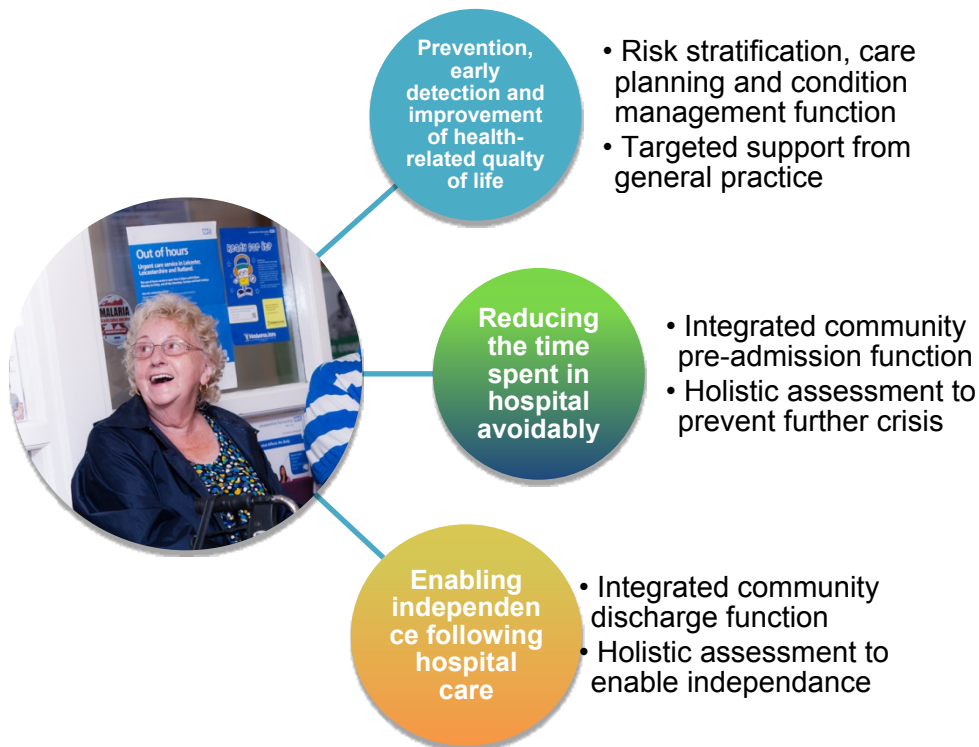 Prevention,
early
detection and
improvement
of health-
related qualty
of life
• Risk stratification, care
planning and condition
management function
• Targeted support from
general practice
Out of hours
Urgent care service in Leicester,
Leicestershire and Rutland.
MALARIA
Reducing
the time
spent in
hospital
avoidably
• Integrated community
pre-admission function
• Holistic assessment to
prevent further crisis
Enabling
independen
ce following
hospital
care
• Integrated community
discharge function
• Holistic assessment to
enable independance